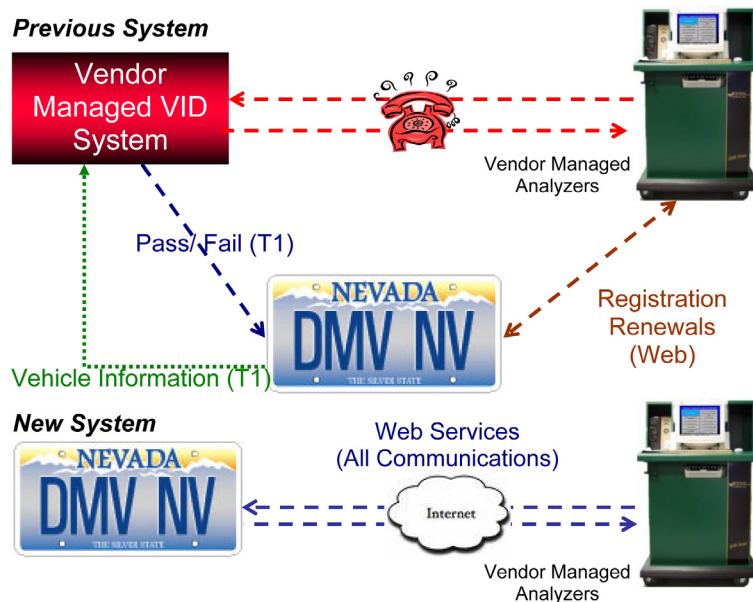 Previous System
Vendor
Managed VID
System
Vendor Managed
Analyzers
Pass/ Fail (T1)
NEVADA
DMV NV
THE SILVER STATE
Registration
Renewals
(Web)
Vehicle Information (T1)
New System
Web Services
(All Communications)
NEVADA
DMV NV
THE SILVER STATE
Internet
Vendor Managed
Analyzers